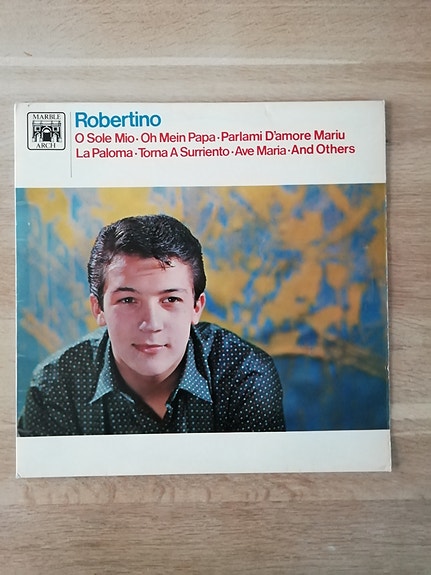 MARBLE
ARCH
Robertino
O Sole Mio · Oh Mein Papa · Parlami D'amore Mariu
La Paloma · Torna A Surriento · Ave Maria · And Others